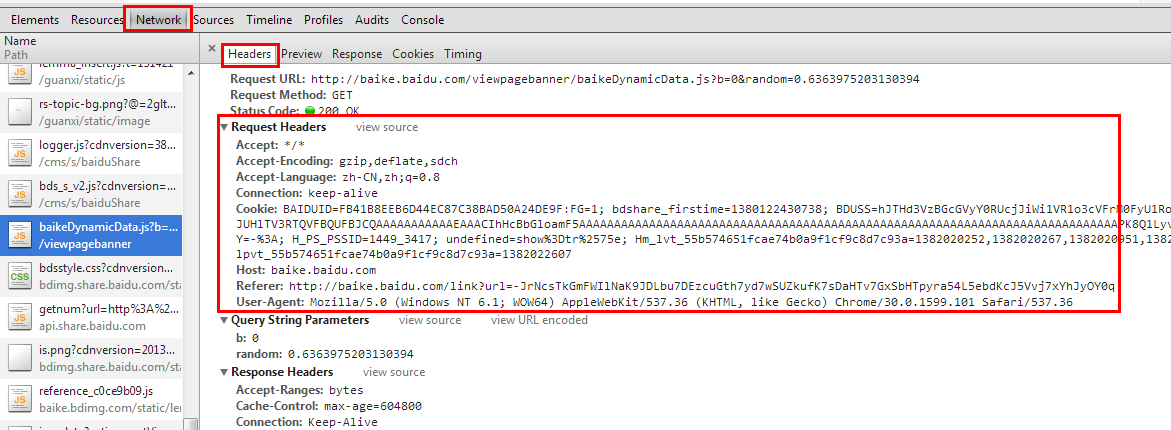 Elements Resources Network Sources Timeline Profiles Audits Console
Name
Path
× Headers Preview Response Cookies Timing
/guanxi/static/js
rs-topic-bg.png?@=2glt...
/guanxi/static/image
logger.js?cdnversion=38...
/cms/s/baiduShare
bds_s_v2.js?cdnversion=...
/cms/s/baiduShare
baikeDynamicData.js?b=...
/viewpagebanner
bdsstyle.css?cdnversion...
bdimg.share.baidu.com/st
getnum?url=http%3A%2...
api.share.baidu.com
is.png?cdnversion=2013...
bdimg.share.baidu.com/sta
reference_c0ce9b09.js
baike.bdimg.com/static/ler
Request URL: http://baike.baidu.com/viewpagebanner/baikeDynamicData.js?b=0&random=0.6363975203130394
Request Method: GET
Status Code: 200 OK
Request Headers view source
Accept: */*
Accept-Encoding: gzip,deflate,sdch
Accept-Language: zh-CN,zh;q=0.8
Connection: keep-alive
Cookie: BAIDUID=FB41B8EEB6D44EC87C38BAD50A24DE9F:FG=1; bdshare_firstime=1380122430738;
Y=-%3A; H_PS_PSSID=1449_3417; undefined=show%3Dtr%2575e; Hm_lvt_55b574651fcae74b0a9f1cf9c8d7c93a=1382020252,1382020267,1382020951,1382
lpvt_55b574651fcae74b0a9f1cf9c8d7c93a=1382022607
Host: baike.baidu.com
Referer: http://baike.baidu.com/link?url=-JrNcsTkGmFWIlNaK9JDLbu7DEzcuGth7yd7wSUZkufK7sDaHTv7GxSbHTpyra54L5ebdKcJ5Vvj7xYhJyOY0q
User-Agent: Mozilla/5.0 (Windows NT 6.1; WOW64) AppleWebKit/537.36 (KHTML, like Gecko) Chrome/30.0.1599.101 Safari/537.36
Query String Parameters view source view URL encoded
b: 0
random: 0.6363975203130394
Response Headers view source
Accept-Ranges: bytes
Cache-Control: max-age=604800
Connection: Keep-Alive